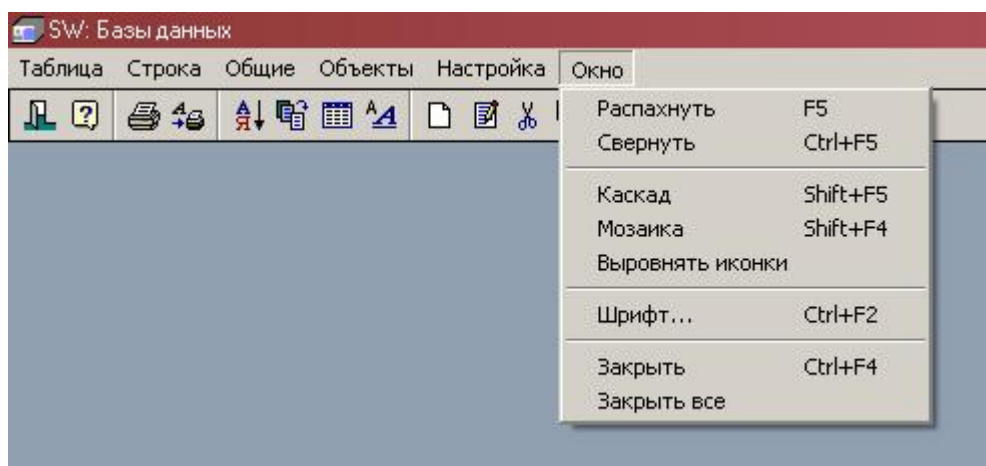 SW: Базы данных
Таблица Строка Общие Объекты Настройка Окно
Распахнуть F5
Свернуть Ctrl+F5
Каскад Shift+F5
Мозаика Shift+F4
Выровнять иконки
Шрифт... Ctrl+F2
Закрыть Ctrl+F4
Закрыть все